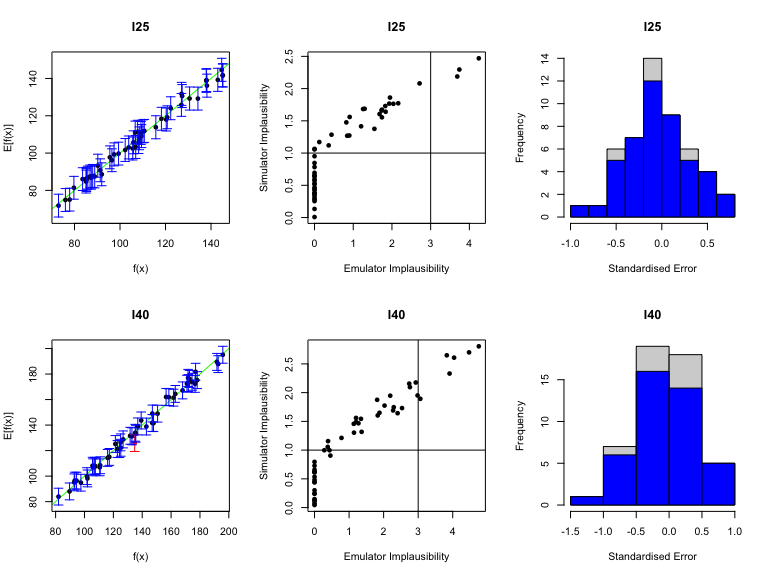 I25
E[f(x)]
80 100 120 140
80 100 120 140
f(x)
I25
Simulator Implausibility
0.0 0.5 1.0 1.5 2.0 2.5
0 1 2 3 4
Emulator Implausibility
I25
Frequency
0 2 4 6 8 10 12 14
-1.0 -0.5 0.0 0.5
Standardised Error
I40
E[f(x)]
80 100 120 140 180
80 100 120 140 160 180 200
f(x)
I40
Simulator Implausibility
0.0 0.5 1.0 1.5 2.0 2.5
0 1 2 3 4
Emulator Implausibility
I40
Frequency
0 5 10 15
-1.5 -1.0 -0.5 0.0 0.5 1.0
Standardised Error